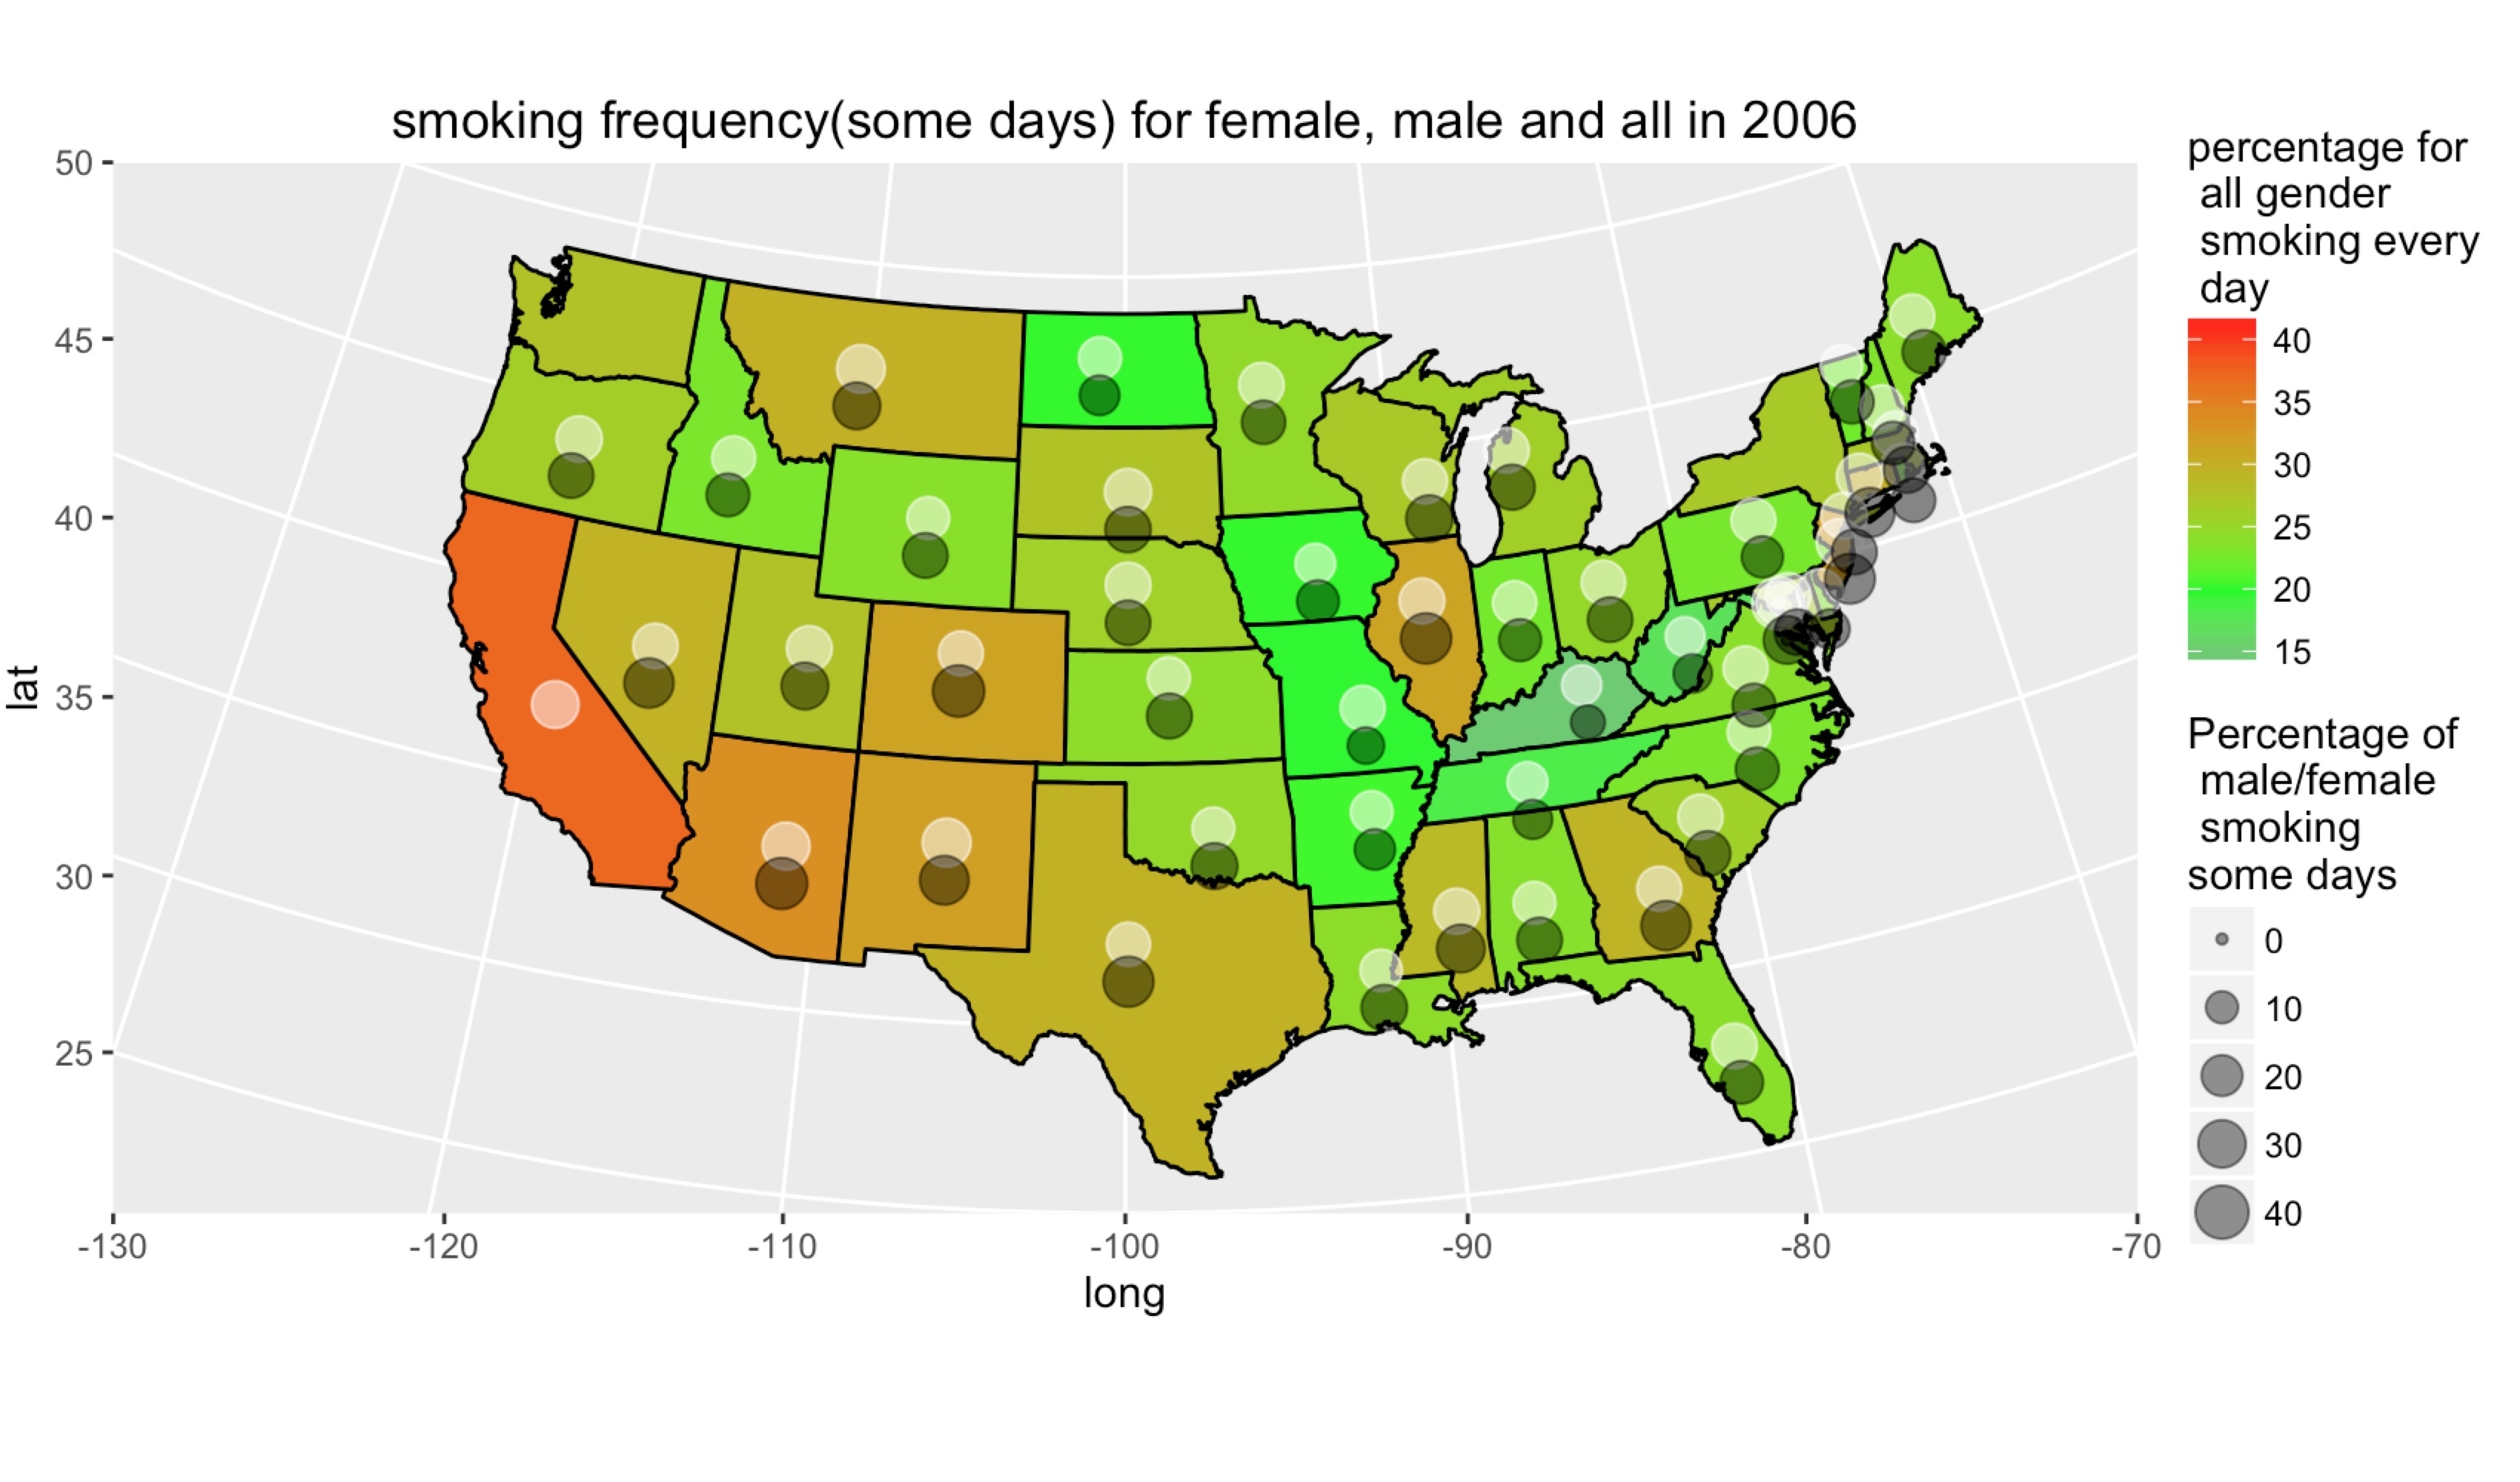 smoking frequency(some days) for female, male and all in 2006
50
45
40
35
30
25
lat
-130
-120
-110
-100
-90
-80
-70
long
percentage for
all gender
smoking every
day
40
35
30
25
20
15
Percentage of
male/female
smoking
some days
0
10
20
30
40